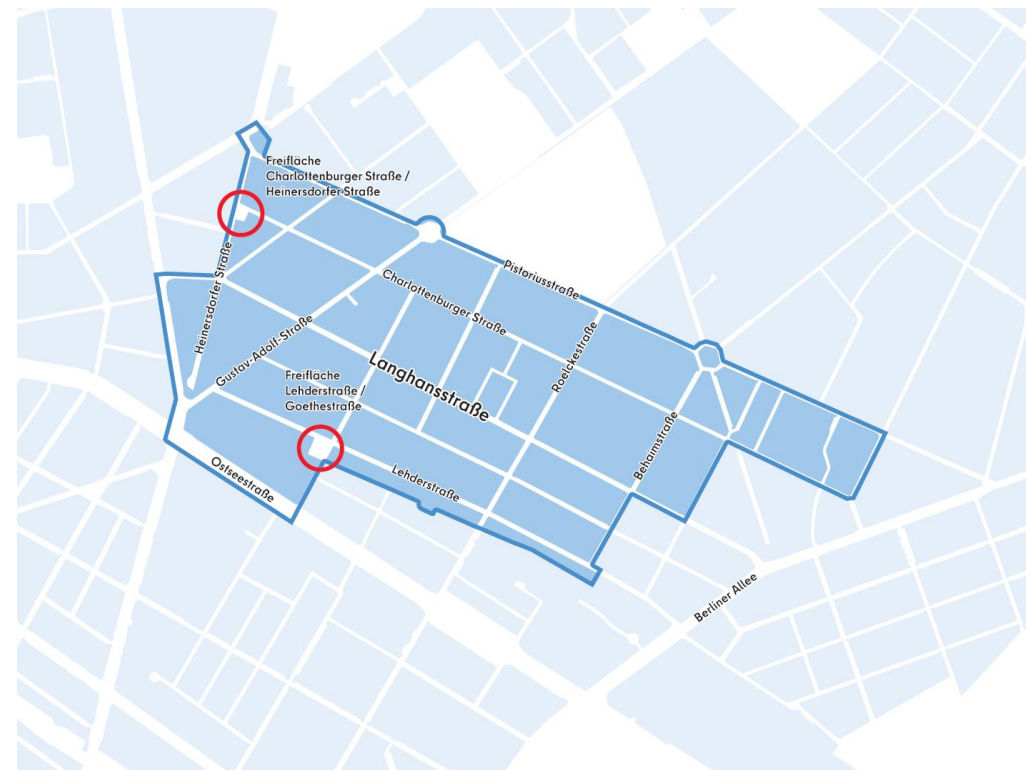 Freifläche
Charlottenburger Straße /
Heinersdorfer Straße
Heinersdorfer Straße
Pistoriusstraße
Charlottenburger Straße
Gustav-Adolf-Straße
Roelckestraße
Langhansstraße
Freifläche
Lehderstraße /
Goethestraße
Behaimstraße
Ostseestraße
Lehderstraße
Berliner Allee